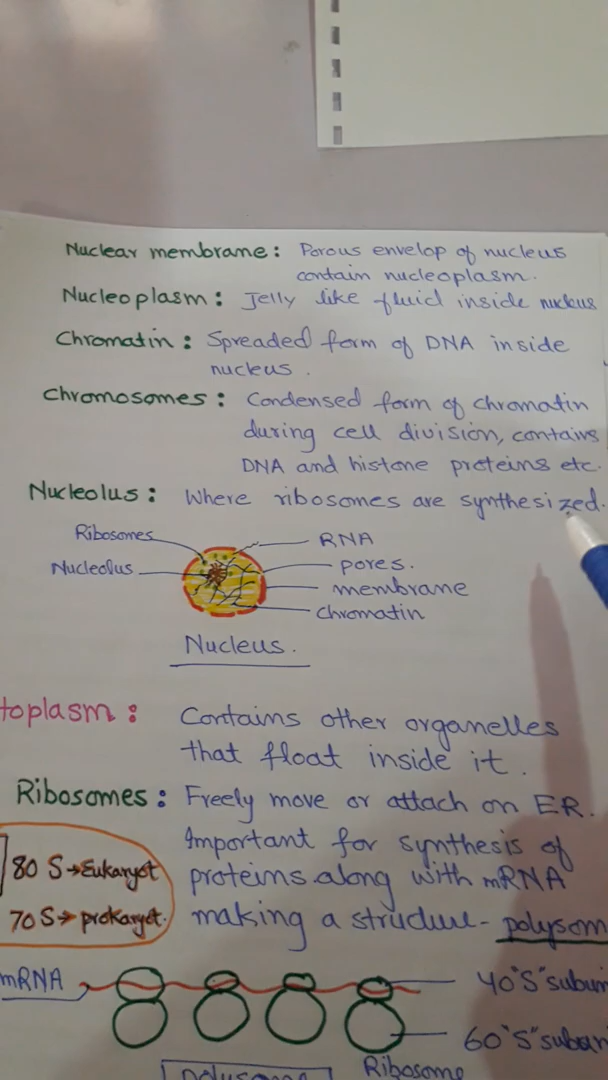 Nuclear membrane: Porous envelop of nucleus
contain nucleoplasm.
Nucleoplasm: Jelly like fluid inside nucleus
Chromatin: Spreaded form of DNA inside
nucleus.
Chromosomes: Condensed form of chromatin
during cell division, contains
DNA and histone proteins etc.
Nucleolus: Where ribosomes are synthesized.
Ribosomes
RNA
Nucleolus
pores.
membrane
chromatin
Nucleus.
toplasm: Contains other organelles
that float inside it.
Ribosomes: Freely move or attach on ER.
Important for synthesis of
80 S→Eukaryot
proteins along with mRNA
70S→prokaryot.
making a structure- polysom
mRNA
40"S"subun
60"S"subun
Ribosome
polysome